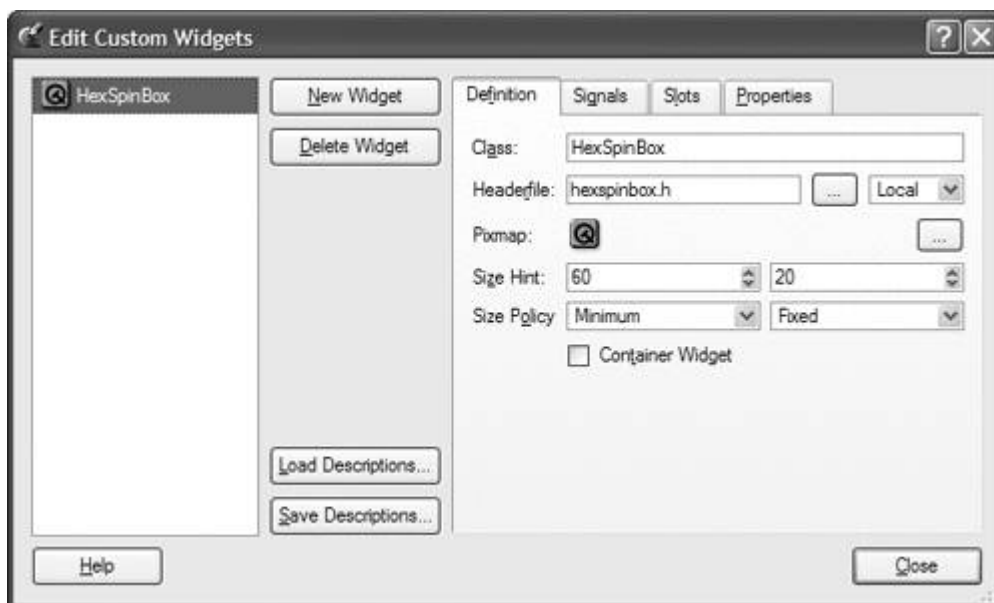 Edit Custom Widgets
HexSpinBox
New Widget
Delete Widget
Load Descriptions...
Save Descriptions...
Help
Definition Signals Slots Properties
Class: HexSpinBox
Headerfile: hexspinbox.h ... Local
Pixmap: ...
Size Hint: 60 20
Size Policy Minimum Fixed
Container Widget
Close